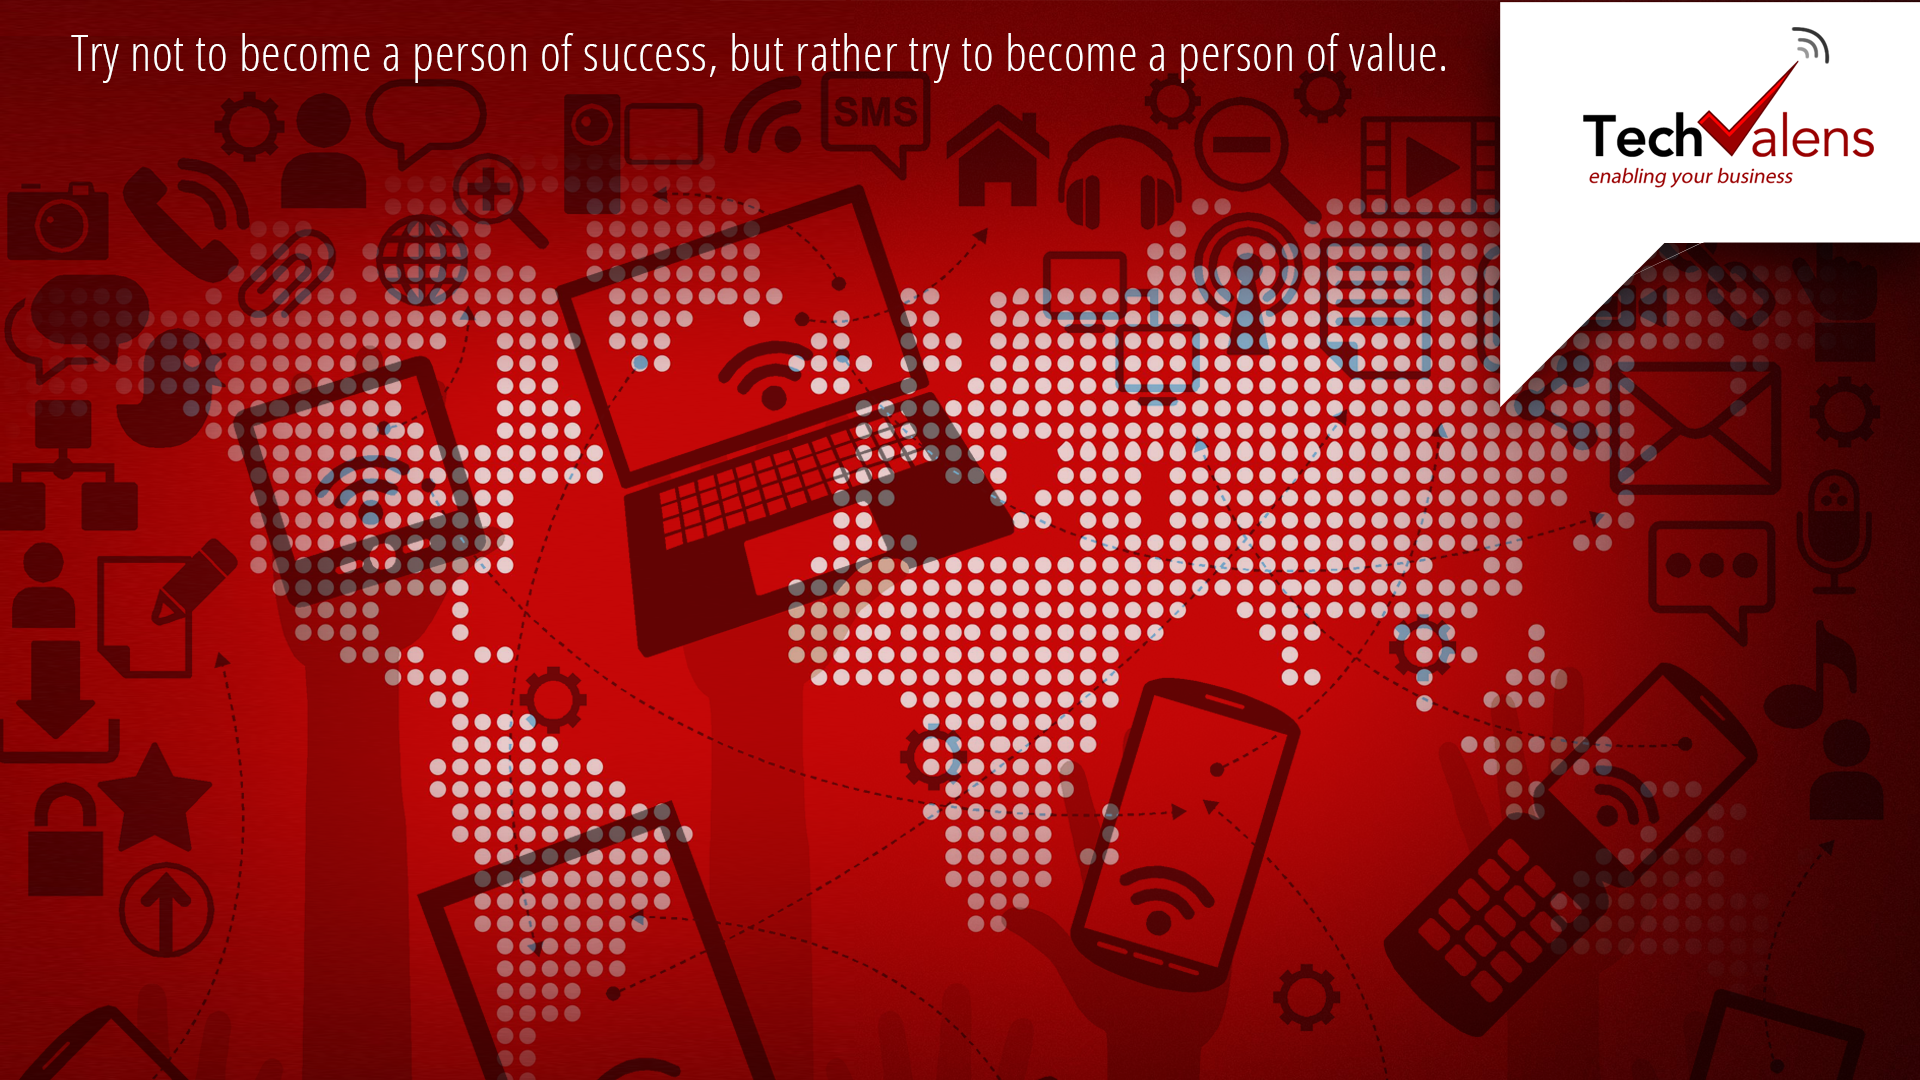 Try not to become a person of success, but rather try to become a person of value.
SMS
TechValens
enabling your business